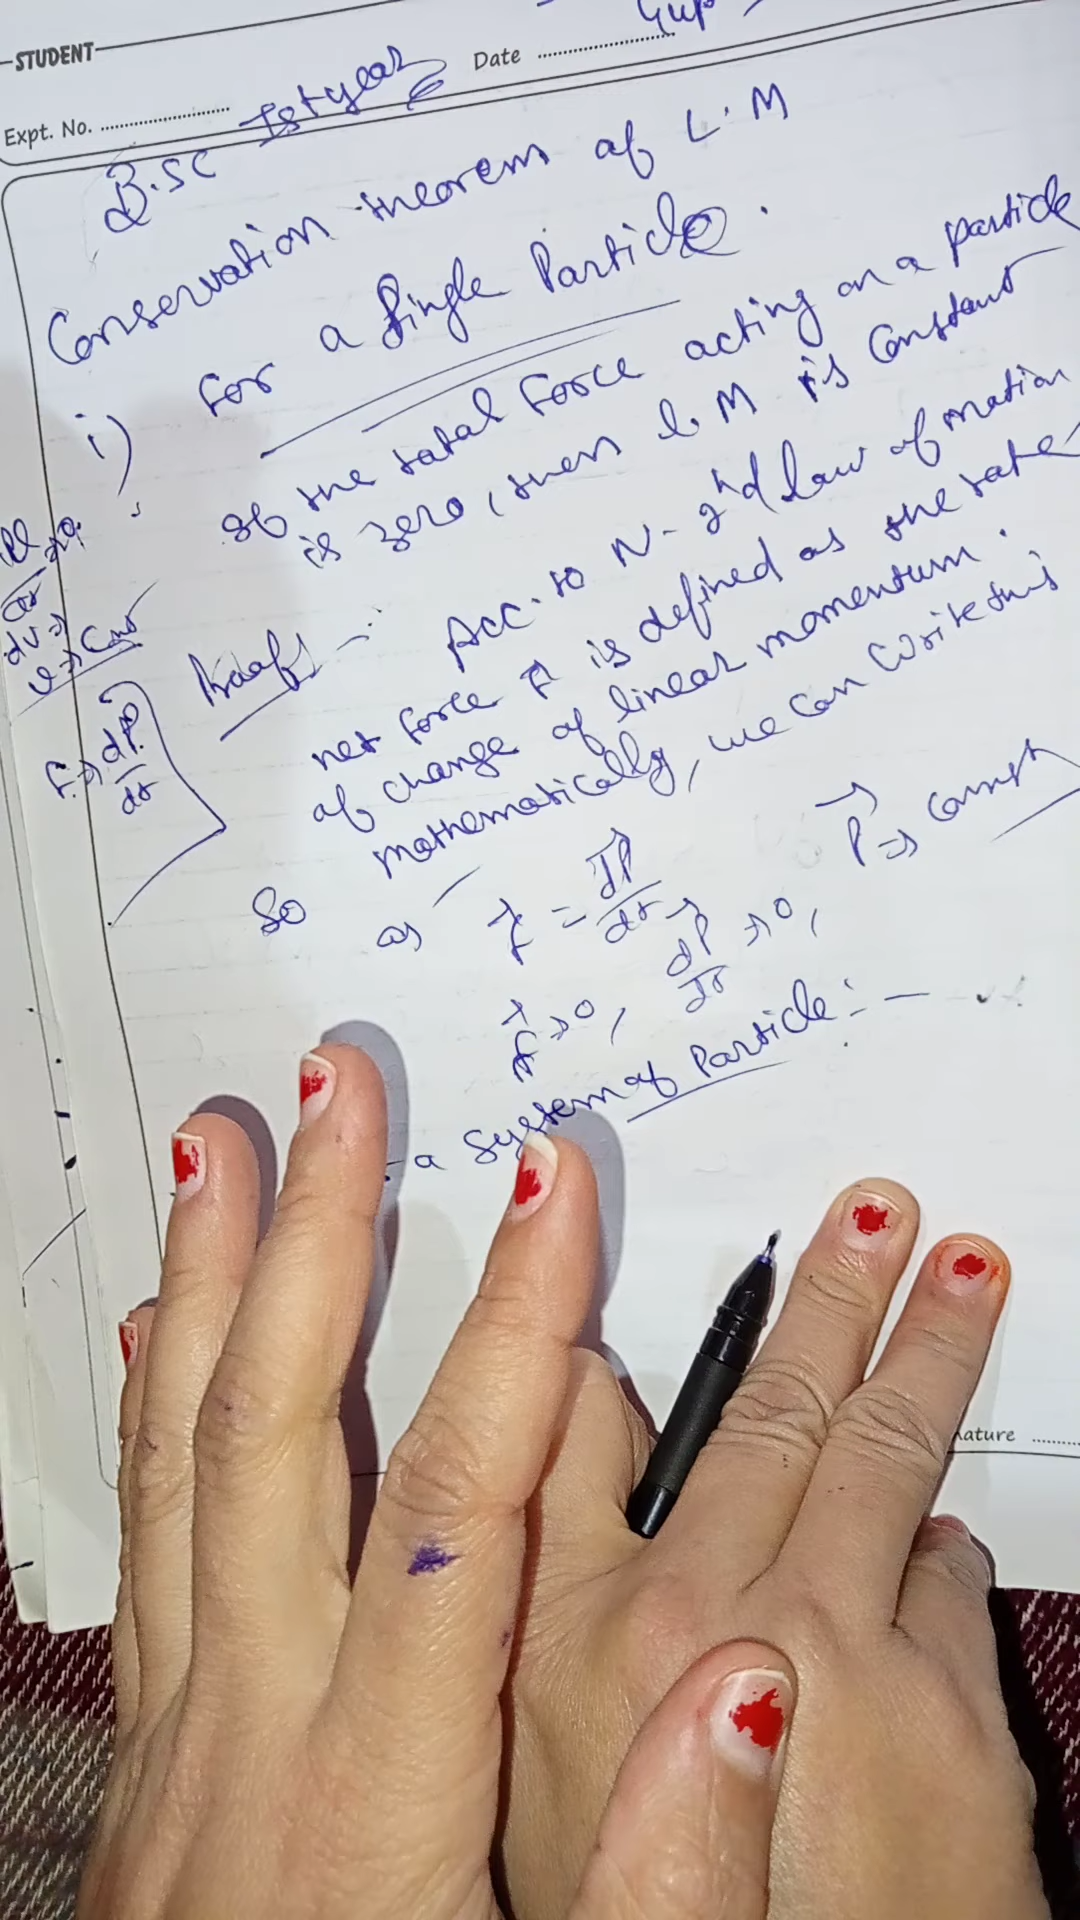 STUDENT
Date
Expt. No.
B.SC Ist year
Conservation theorem of L.M
for a Single Particle.
i) If the total force acting on a particle
is zero, then L.M is constant
Proof :- Acc. to N-2nd law of motion
net force F is defined as the rate
of change of linear momentum.
mathematically, we can write this
So as F = dP/dt
F => 0, dP/dt => 0, P => const
a System of Particle :-
dv =>
v => Const
F => dP/dt